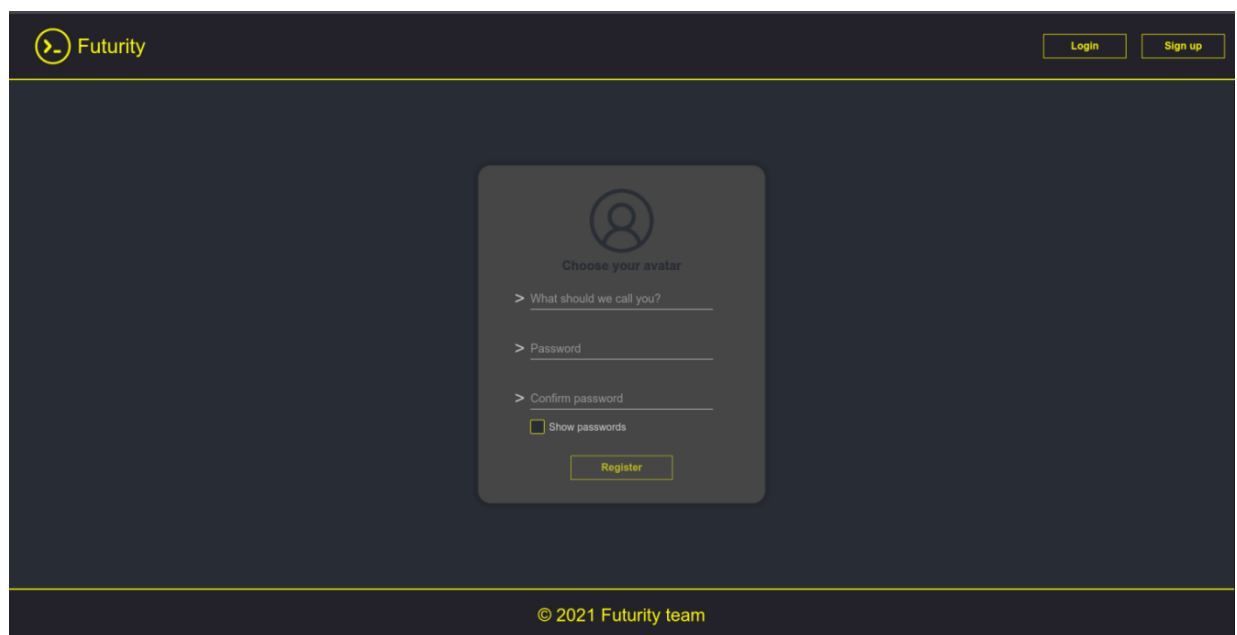 Futurity
Login
Sign up
Choose your avatar
> What should we call you?
> Password
> Confirm password
Show passwords
Register
© 2021 Futurity team